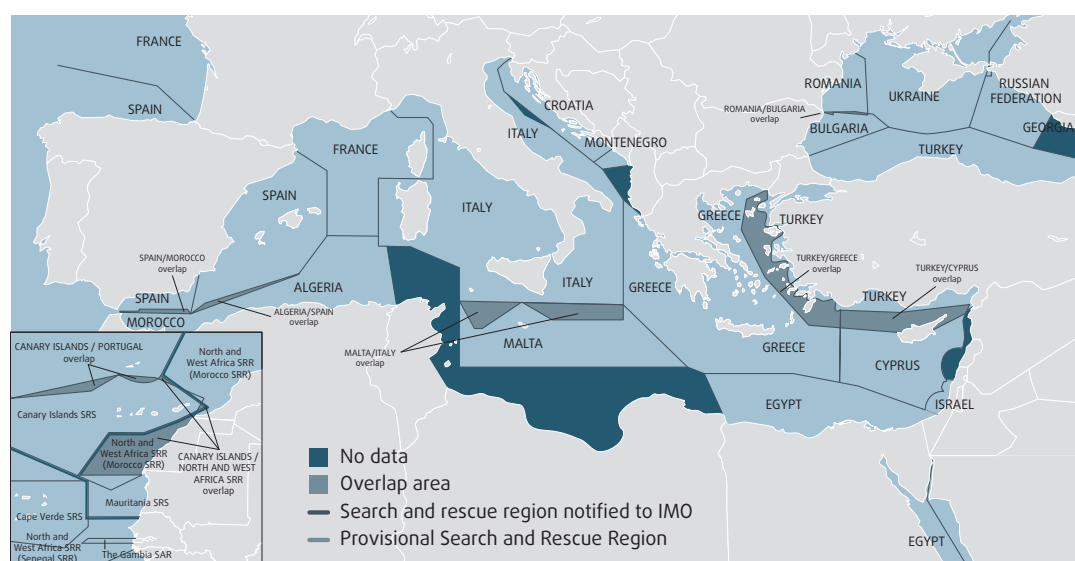 FRANCE
SPAIN
FRANCE
SPAIN
SPAIN/MOROCCO
overlap
SPAIN
MOROCCO
ALGERIA
ALGERIA/SPAIN
overlap
ITALY
CROATIA
ITALY
MONTENEGRO
ITALY
GREECE
MALTA/ITALY
overlap
MALTA
ROMANIA
ROMANIA/BULGARIA
overlap
BULGARIA
UKRAINE
RUSSIAN
FEDERATION
GEORGIA
TURKEY
GREECE
TURKEY
TURKEY/GREECE
overlap
TURKEY/CYPRUS
overlap
TURKEY
GREECE
CYPRUS
EGYPT
ISRAEL
EGYPT
CANARY ISLANDS / PORTUGAL
overlap
North and
West Africa SRR
(Morocco SRR)
Canary Islands SRS
North and
West Africa SRR
(Morocco SRR)
CANARY ISLANDS /
NORTH AND WEST
AFRICA SRR
overlap
Mauritania SRS
Cape Verde SRS
North and
West Africa SRR
(Senegal SRR)
The Gambia SAR
No data
Overlap area
Search and rescue region notified to IMO
Provisional Search and Rescue Region